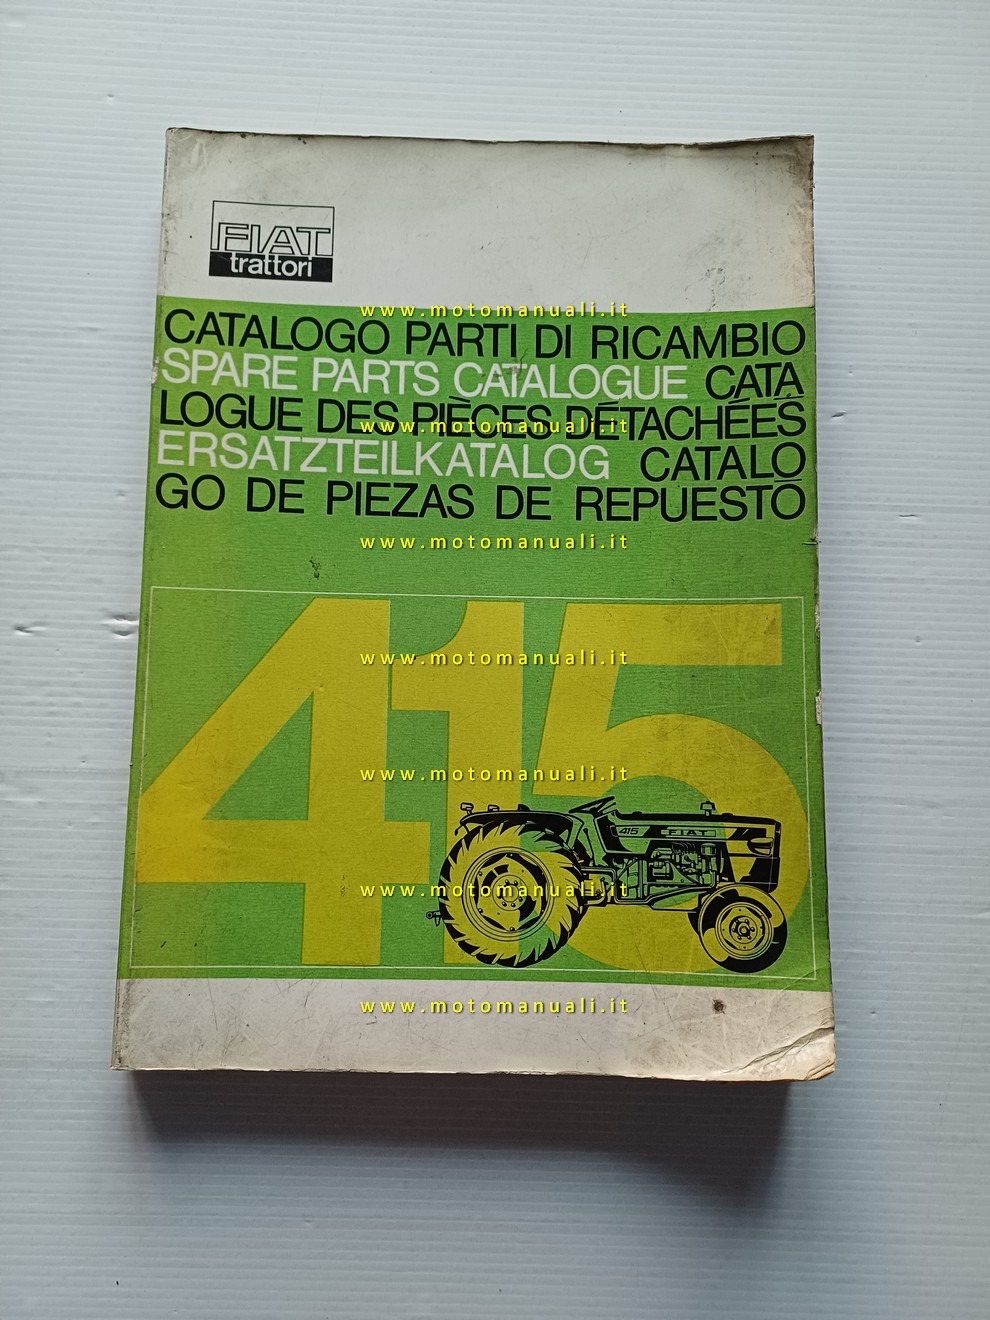 FIAT
trattori
www.motomanuali.it
CATALOGO PARTI DI RICAMBIO
SPARE PARTS CATALOGUE CATA
LOGUE DES PIÈCES DÉTACHÉES
www.motomanuali.it
ERSATZTEILKATALOG CATALO
GO DE PIEZAS DE REPUESTO
www.motomanuali.it
415
www.motomanuali.it
www.motomanuali.it
415 FIAT
www.motomanuali.it
www.motomanuali.it